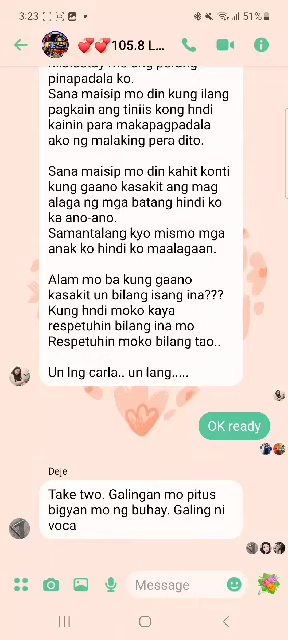 3:23
51%
105.8 L...
pinapadala ko.
Sana maisip mo din kung ilang
pagkain ang tiniis kong hndi
kainin para makapagpadala
ako ng malaking pera dito.
Sana maisip mo din kahit konti
kung gaano kasakit ang mag
alaga ng mga batang hindi ko
ka ano-ano.
Samantalang kyo mismo mga
anak ko hindi ko maalagaan.
Alam mo ba kung gaano
kasakit un bilang isang ina???
Kung hndi moko kaya
respetuhin bilang ina mo
Respetuhin moko bilang tao..
Un lng carla.. un lang.....
OK ready
Deje
Take two. Galingan mo pitus
bigyan mo ng buhay. Galing ni
voca
Message